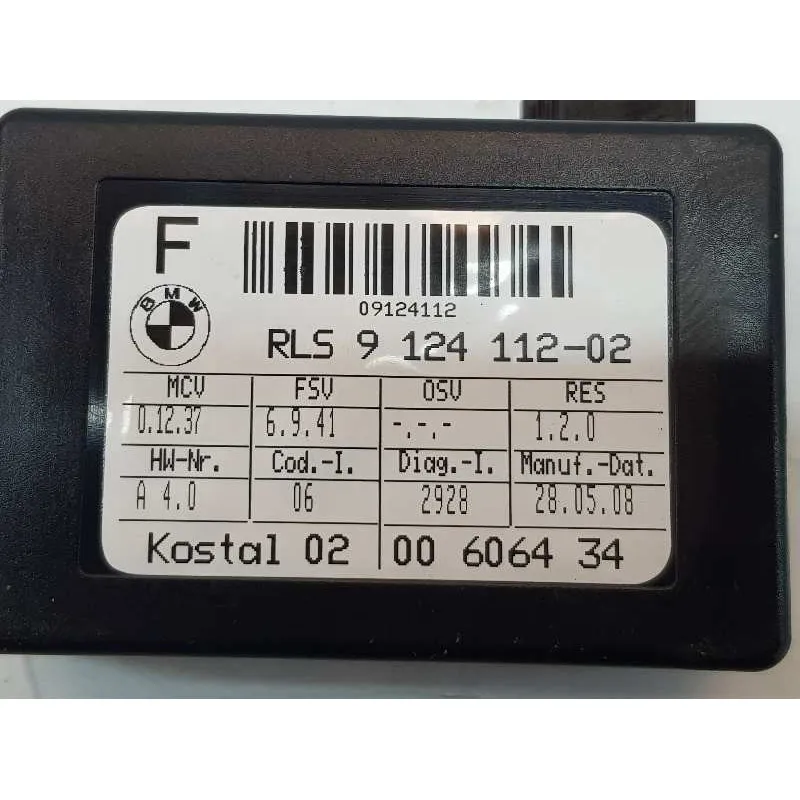 F
09124112
BMW
RLS 9 124 112-02
MCV FSV OSV RES
0.12.37 6.9.41 -.-.- 1.2.0
HW-Nr. Cod.-I. Diag.-I. Manuf.-Dat.
A 4.0 06 2928 28.05.08
Kostal 02 00 6064 34